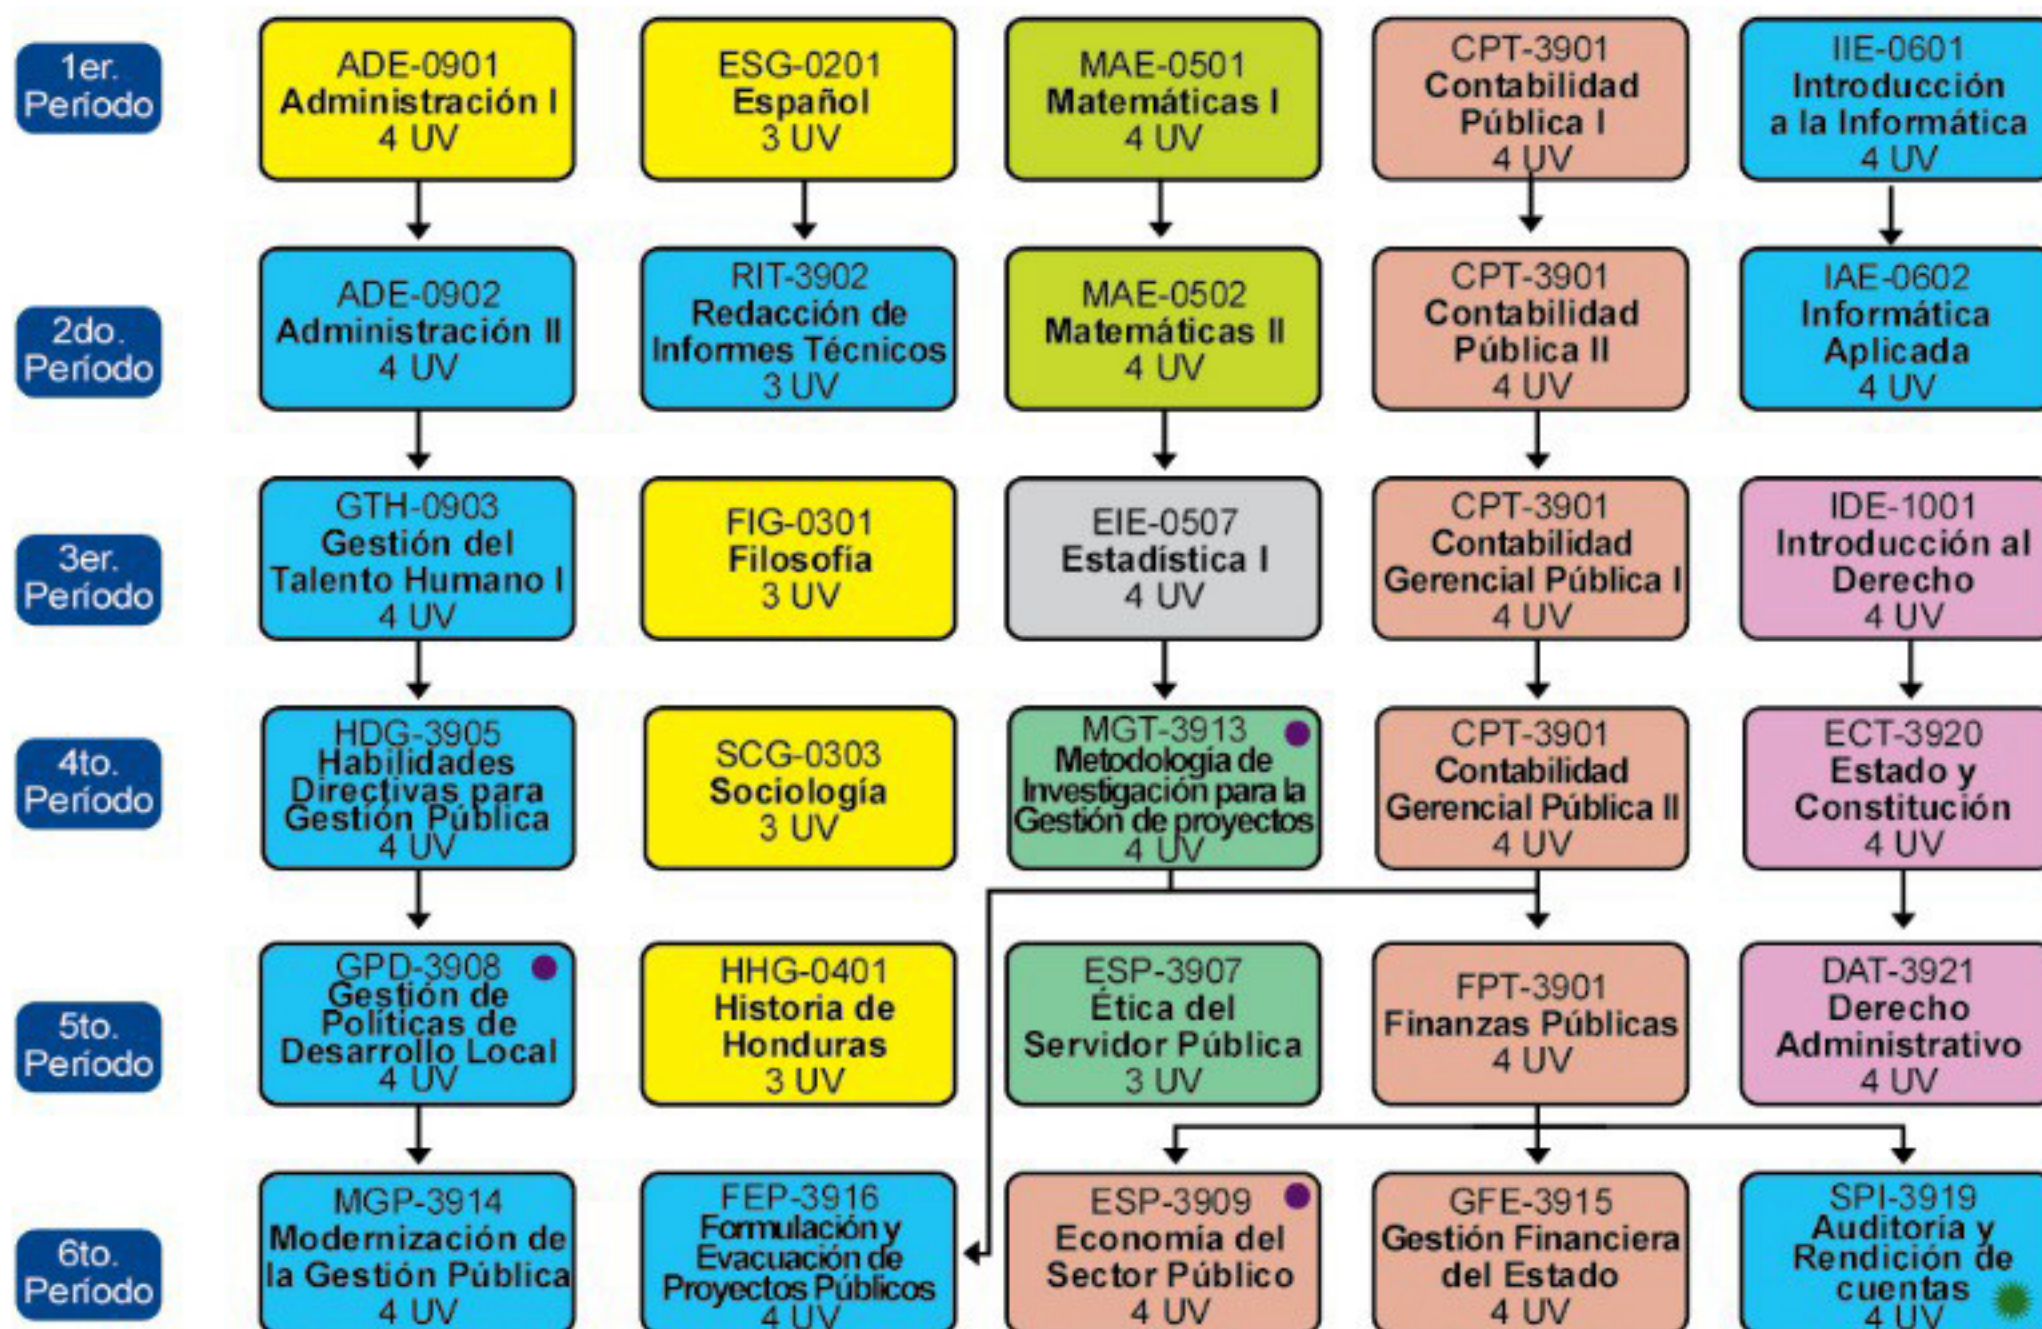 1er.
Período
ADE-0901
Administración I
4 UV
ESG-0201
Español
3 UV
MAE-0501
Matemáticas I
4 UV
CPT-3901
Contabilidad
Pública I
4 UV
IIE-0601
Introducción
a la Informática
4 UV
2do.
Período
ADE-0902
Administración II
4 UV
RIT-3902
Redacción de
Informes Técnicos
3 UV
MAE-0502
Matemáticas II
4 UV
CPT-3901
Contabilidad
Pública II
4 UV
IAE-0602
Informática
Aplicada
4 UV
3er.
Período
GTH-0903
Gestión del
Talento Humano I
4 UV
FIG-0301
Filosofía
3 UV
EIE-0507
Estadística I
4 UV
CPT-3901
Contabilidad
Gerencial Pública I
4 UV
IDE-1001
Introducción al
Derecho
4 UV
4to.
Período
HDG-3905
Habilidades
Directivas para
Gestión Pública
4 UV
SCG-0303
Sociología
3 UV
MGT-3913
Metodología de
Investigación para la
Gestión de proyectos
4 UV
CPT-3901
Contabilidad
Gerencial Pública II
4 UV
ECT-3920
Estado y
Constitución
4 UV
5to.
Período
GPD-3908
Gestión de
Políticas de
Desarrollo Local
4 UV
HHG-0401
Historia de
Honduras
3 UV
ESP-3907
Ética del
Servidor Pública
3 UV
FPT-3901
Finanzas Públicas
4 UV
DAT-3921
Derecho
Administrativo
4 UV
6to.
Período
MGP-3914
Modernización de
la Gestión Pública
4 UV
FEP-3916
Formulación y
Evacuación de
Proyectos Públicos
4 UV
ESP-3909
Economía del
Sector Público
4 UV
GFE-3915
Gestión Financiera
del Estado
4 UV
SPI-3919
Auditoría y
Rendición de
cuentas
4 UV